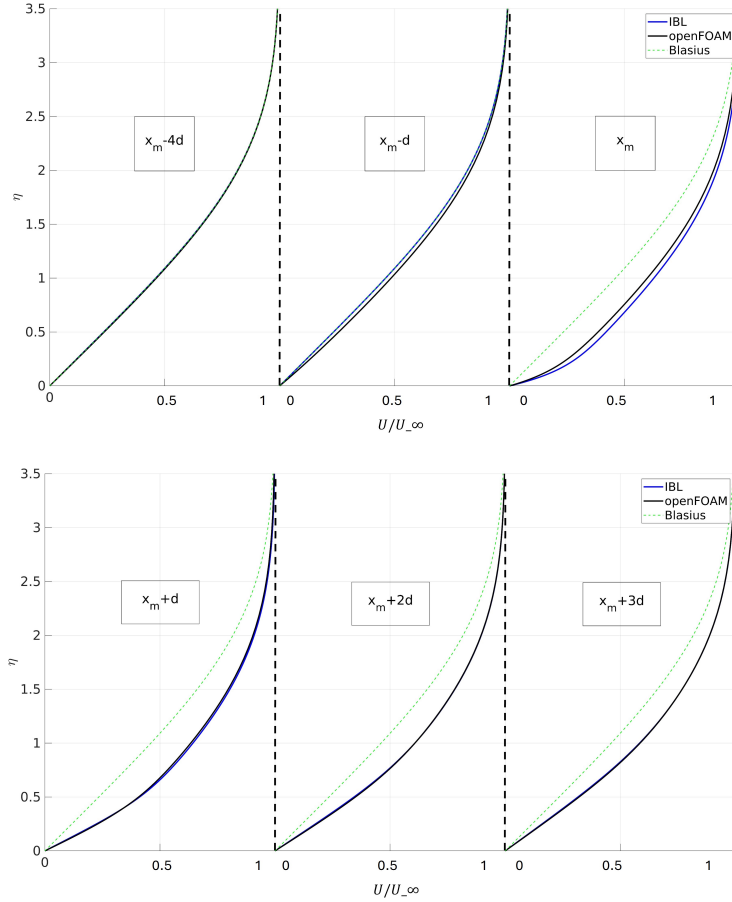 3.5
3
2.5
2
1.5
1
0.5
0
η
x_m-4d
x_m-d
x_m
IBL
openFOAM
Blasius
0 0.5 1 0 0.5 1 0 0.5 1
U/U_∞
3.5
3
2.5
2
1.5
1
0.5
0
η
x_m+d
x_m+2d
x_m+3d
IBL
openFOAM
Blasius
0 0.5 1 0 0.5 1 0 0.5 1
U/U_∞